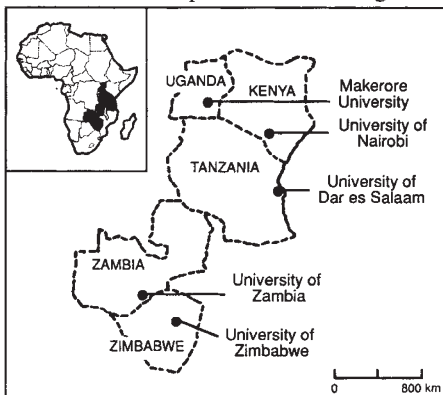 UGANDA
KENYA
Makerore
University
University of
Nairobi
TANZANIA
University of
Dar es Salaam
ZAMBIA
University of
Zambia
ZIMBABWE
University of
Zimbabwe
0 800 km